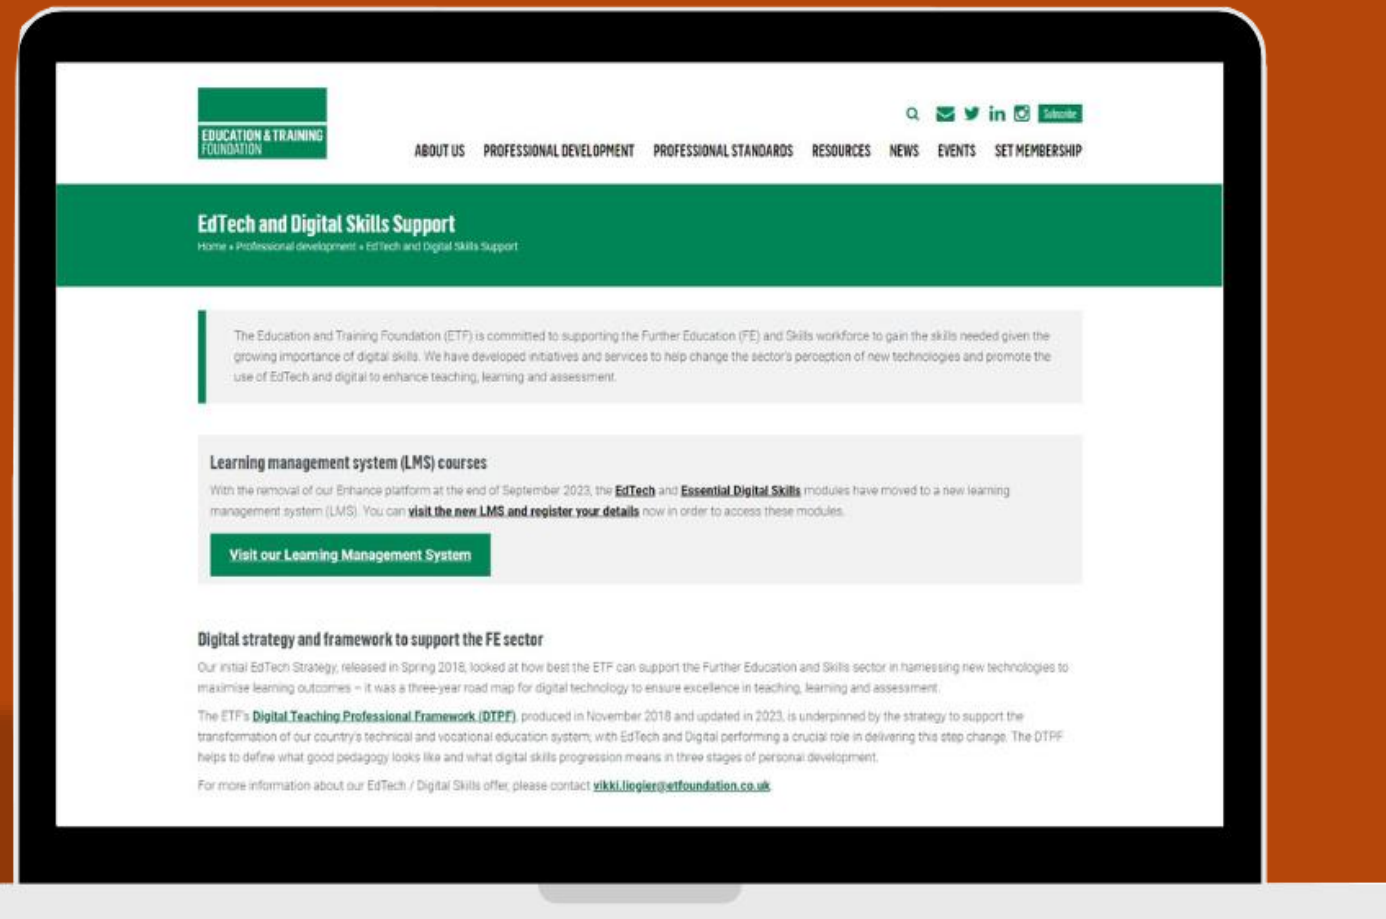 EDUCATION & TRAINING
FOUNDATION
Subscribe
ABOUT US PROFESSIONAL DEVELOPMENT PROFESSIONAL STANDARDS RESOURCES NEWS EVENTS SET MEMBERSHIP
EdTech and Digital Skills Support
Home » Professional development » EdTech and Digital Skills Support
The Education and Training Foundation (ETF) is committed to supporting the Further Education (FE) and Skills workforce to gain the skills needed given the
growing importance of digital skills. We have developed initiatives and services to help change the sector's perception of new technologies and promote the
use of EdTech and digital to enhance teaching, learning and assessment.
Learning management system (LMS) courses
With the removal of our Enhance platform at the end of September 2023, the EdTech and Essential Digital Skills modules have moved to a new learning
management system (LMS). You can visit the new LMS and register your details now in order to access these modules.
Visit our Learning Management System
Digital strategy and framework to support the FE sector
Our initial EdTech Strategy, released in Spring 2018, looked at how best the ETF can support the Further Education and Skills sector in harnessing new technologies to
maximise learning outcomes – it was a three-year road map for digital technology to ensure excellence in teaching, learning and assessment.
The ETF's Digital Teaching Professional Framework (DTPF), produced in November 2018 and updated in 2023, is underpinned by the strategy to support the
transformation of our country's technical and vocational education system; with EdTech and Digital performing a crucial role in delivering this step change. The DTPF
helps to define what good pedagogy looks like and what digital skills progression means in three stages of personal development.
For more information about our EdTech / Digital Skills offer, please contact vikki.liogier@etfoundation.co.uk